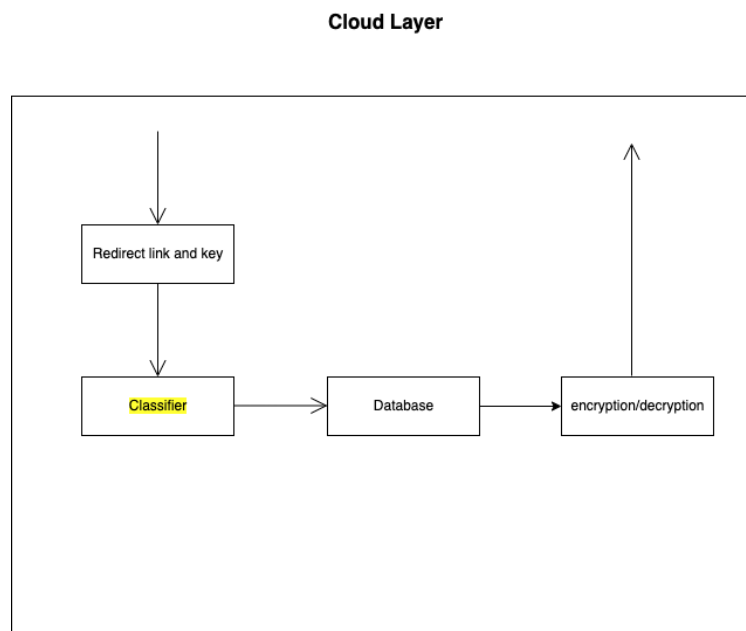 Cloud Layer
Redirect link and key
Classifier
Database
encryption/decryption